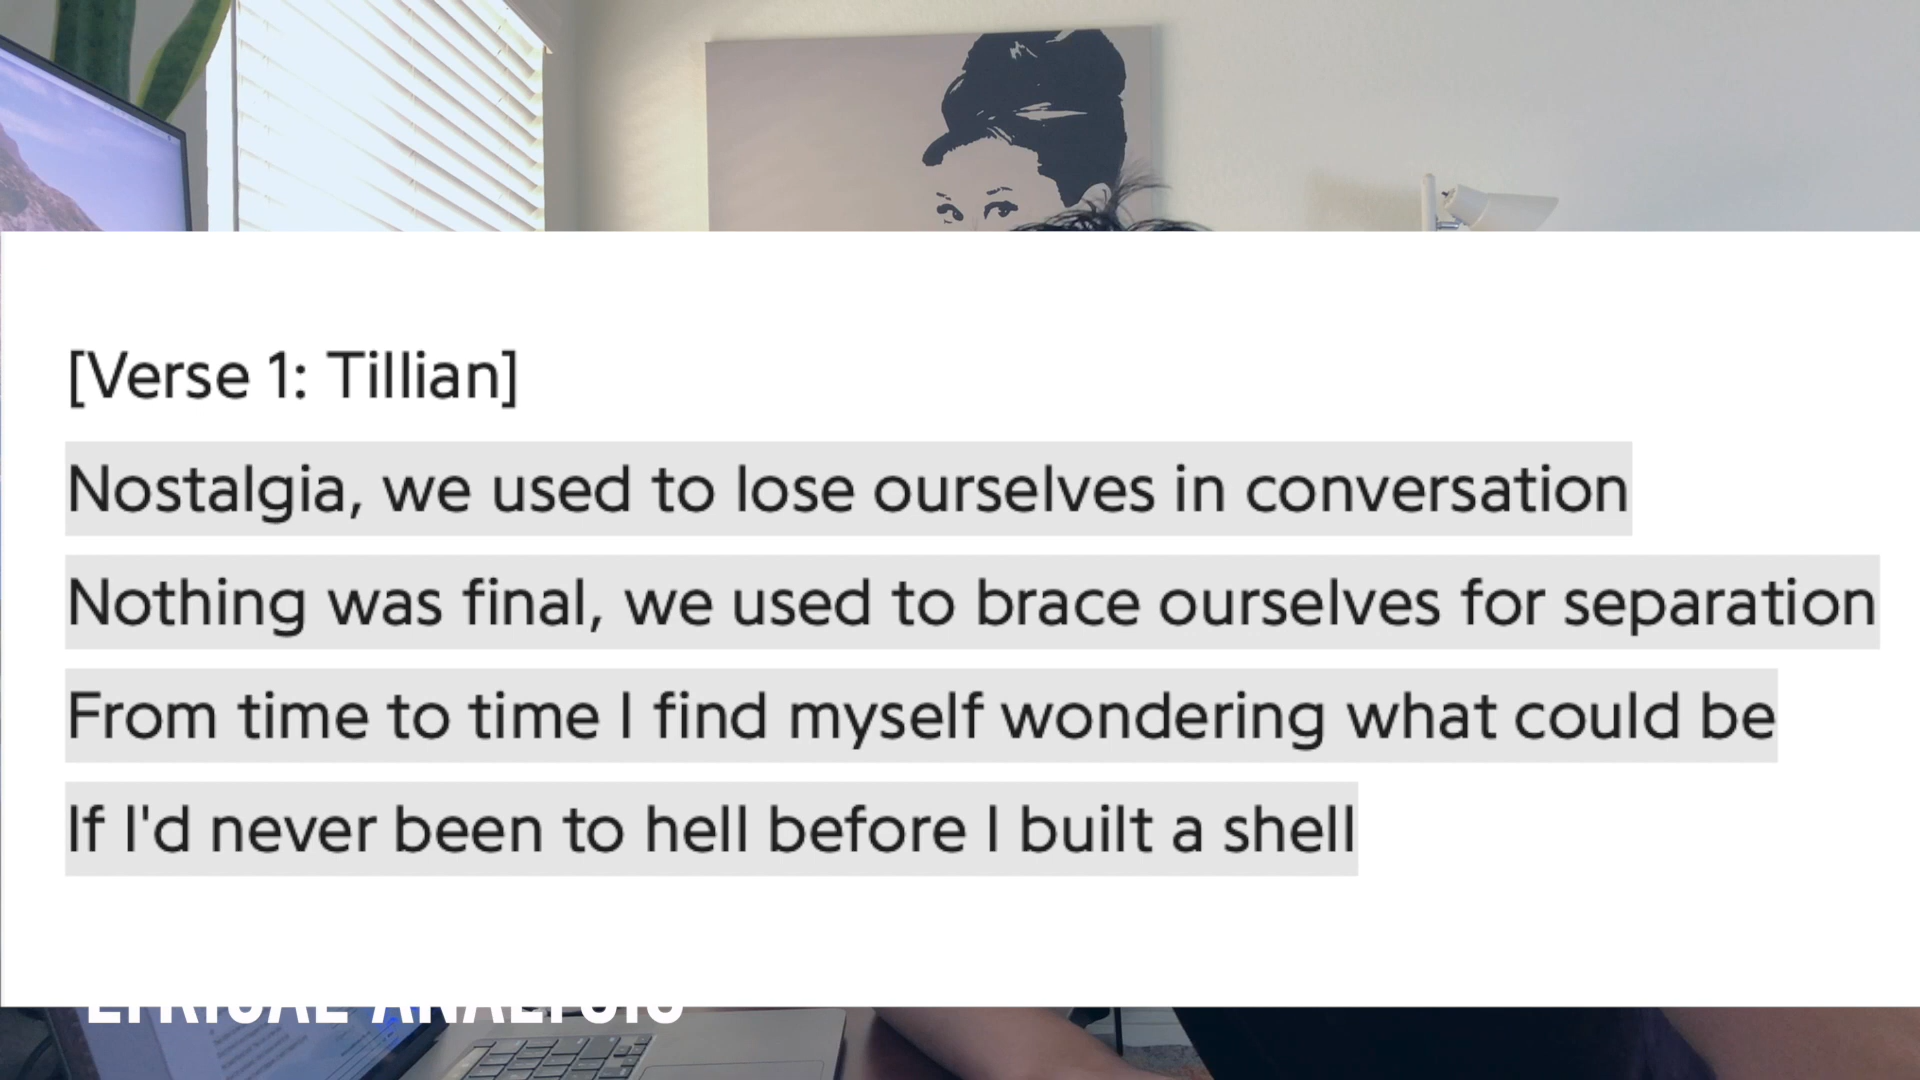 [Verse 1: Tillian]
Nostalgia, we used to lose ourselves in conversation
Nothing was final, we used to brace ourselves for separation
From time to time I find myself wondering what could be
If I'd never been to hell before I built a shell
LYRICAL ANALYSIS